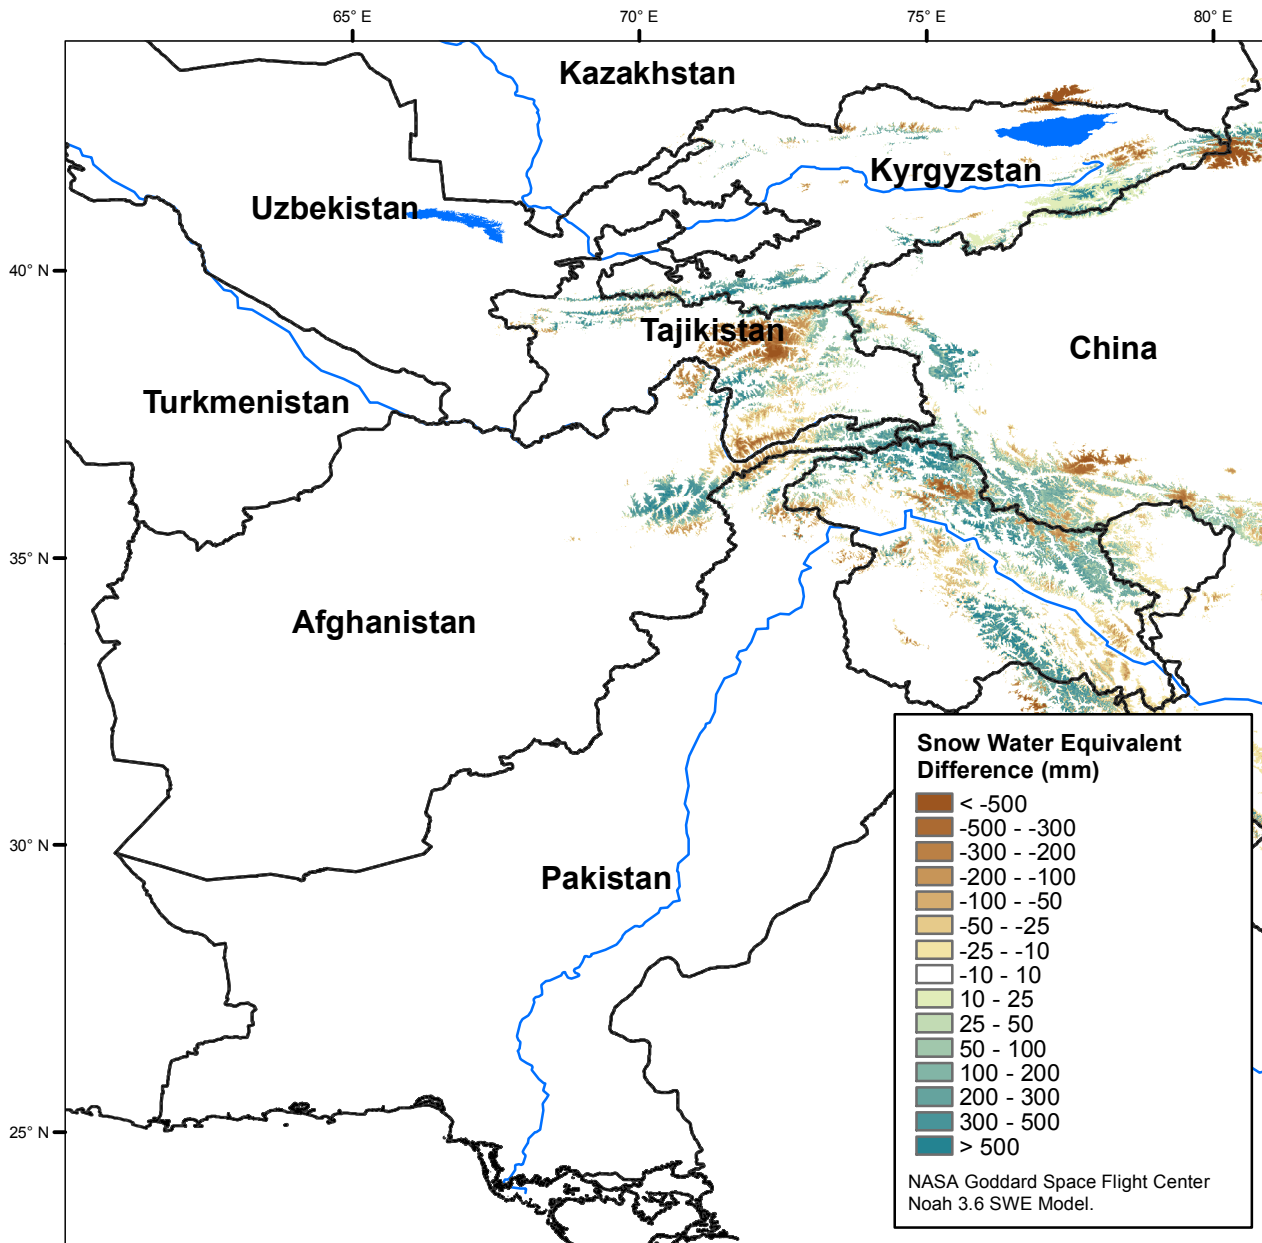 65° E
70° E
75° E
80° E
Kazakhstan
Kyrgyzstan
Uzbekistan
40° N
Tajikistan
China
Turkmenistan
35° N
Afghanistan
30° N
Pakistan
25° N
Snow Water Equivalent
Difference (mm)
< -500
-500 - -300
-300 - -200
-200 - -100
-100 - -50
-50 - -25
-25 - -10
-10 - 10
10 - 25
25 - 50
50 - 100
100 - 200
200 - 300
300 - 500
> 500
NASA Goddard Space Flight Center
Noah 3.6 SWE Model.